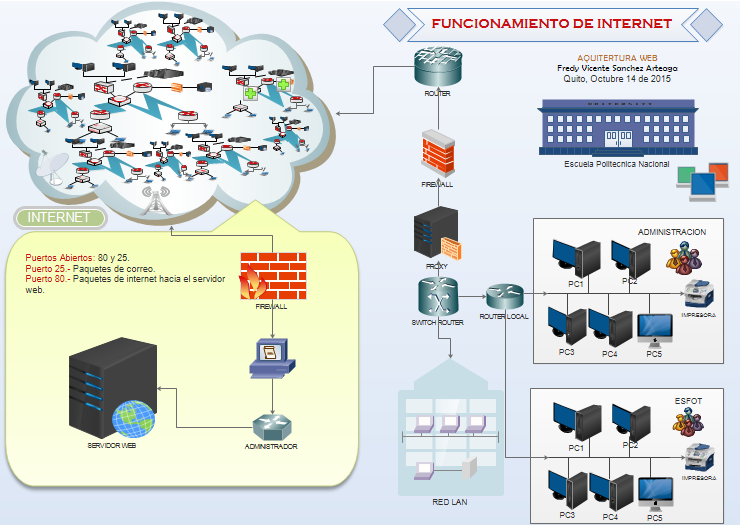 FUNCIONAMIENTO DE INTERNET
AQUITERTURA WEB
Fredy Vicente Sanchez Arteaga
Quito, Octubre 14 de 2015
Escuela Politecnica Nacional
ROUTER
FIREWALL
PROXY
SWITCH ROUTER
ROUTER LOCAL
RED LAN
INTERNET
Puertos Abiertos: 80 y 25.
Puerto 25.- Paquetes de correo.
Puerto 80.- Paquetes de internet hacia el servidor
web.
FIREWALL
SERVIDOR WEB
ADMINISTRADOR
ADMINISTRACION
PC1
PC2
IMPRESORA
PC3
PC4
PC5
ESFOT
PC1
PC2
IMPRESORA
PC3
PC4
PC5